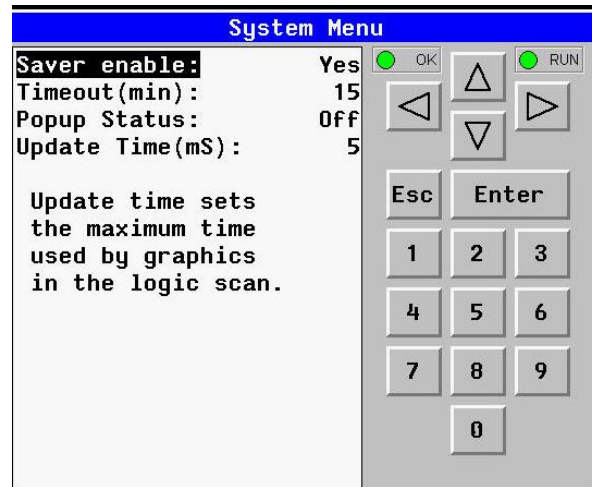 System Menu
Saver enable: Yes
Timeout(min): 15
Popup Status: Off
Update Time(mS): 5
Update time sets
the maximum time
used by graphics
in the logic scan.
OK
RUN
Esc
Enter
1
2
3
4
5
6
7
8
9
0